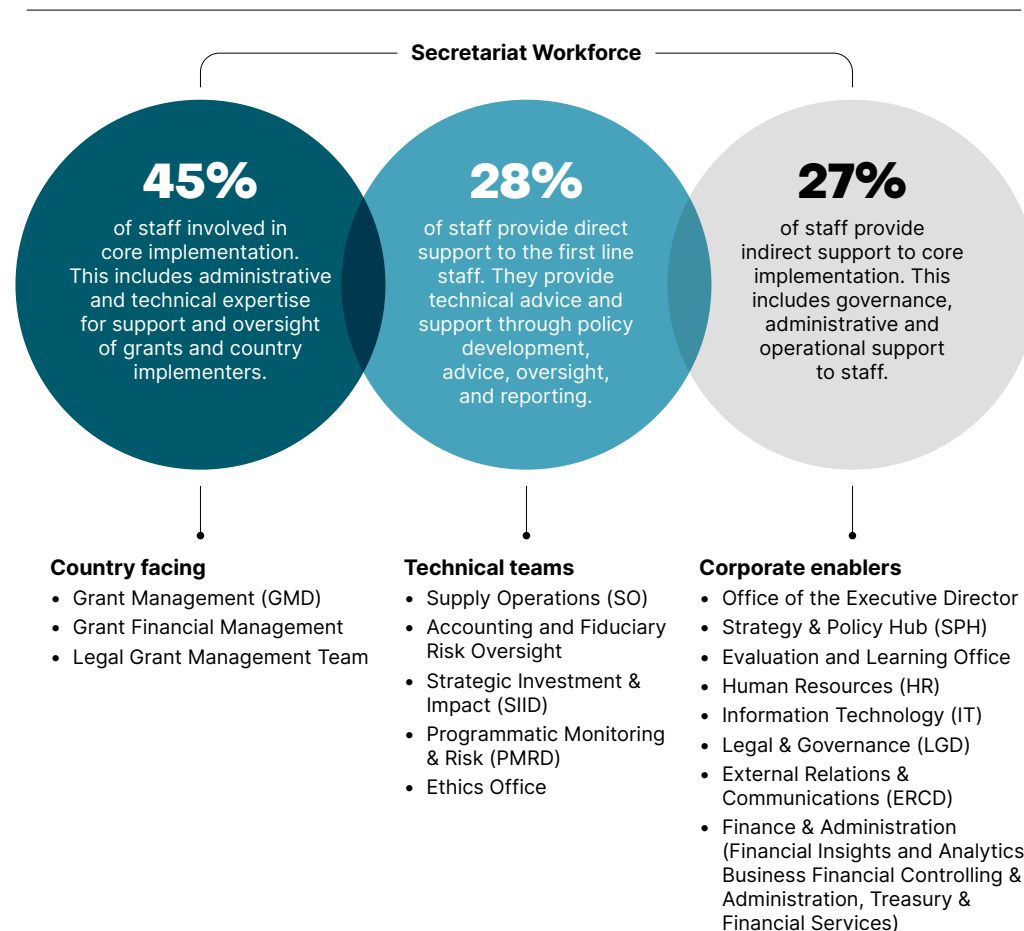 Secretariat Workforce
45%
of staff involved in
core implementation.
This includes administrative
and technical expertise
for support and oversight
of grants and country
implementers.
28%
of staff provide direct
support to the first line
staff. They provide
technical advice and
support through policy
development,
advice, oversight,
and reporting.
27%
of staff provide
indirect support to core
implementation. This
includes governance,
administrative and
operational support
to staff.
Country facing
• Grant Management (GMD)
• Grant Financial Management
• Legal Grant Management Team
Technical teams
• Supply Operations (SO)
• Accounting and Fiduciary
Risk Oversight
• Strategic Investment &
Impact (SIID)
• Programmatic Monitoring
& Risk (PMRD)
• Ethics Office
Corporate enablers
• Office of the Executive Director
• Strategy & Policy Hub (SPH)
• Evaluation and Learning Office
• Human Resources (HR)
• Information Technology (IT)
• Legal & Governance (LGD)
• External Relations &
Communications (ERCD)
• Finance & Administration
(Financial Insights and Analytics
Business Financial Controlling &
Administration, Treasury &
Financial Services)